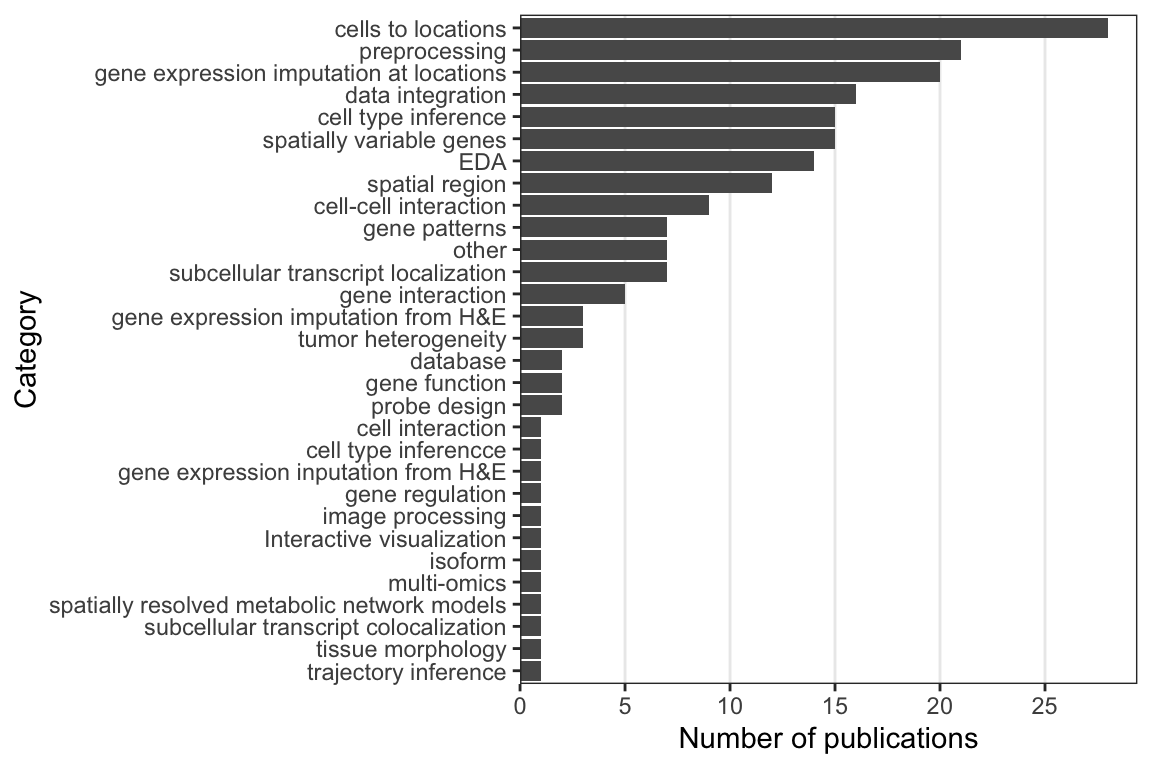 cells to locations
preprocessing
gene expression imputation at locations
data integration
cell type inference
spatially variable genes
EDA
spatial region
cell-cell interaction
gene patterns
other
subcellular transcript localization
gene interaction
gene expression imputation from H&E
tumor heterogeneity
database
gene function
probe design
cell interaction
cell type inferencce
gene expression inputation from H&E
gene regulation
image processing
Interactive visualization
isoform
multi-omics
spatially resolved metabolic network models
subcellular transcript colocalization
tissue morphology
trajectory inference
Category
0 5 10 15 20 25
Number of publications